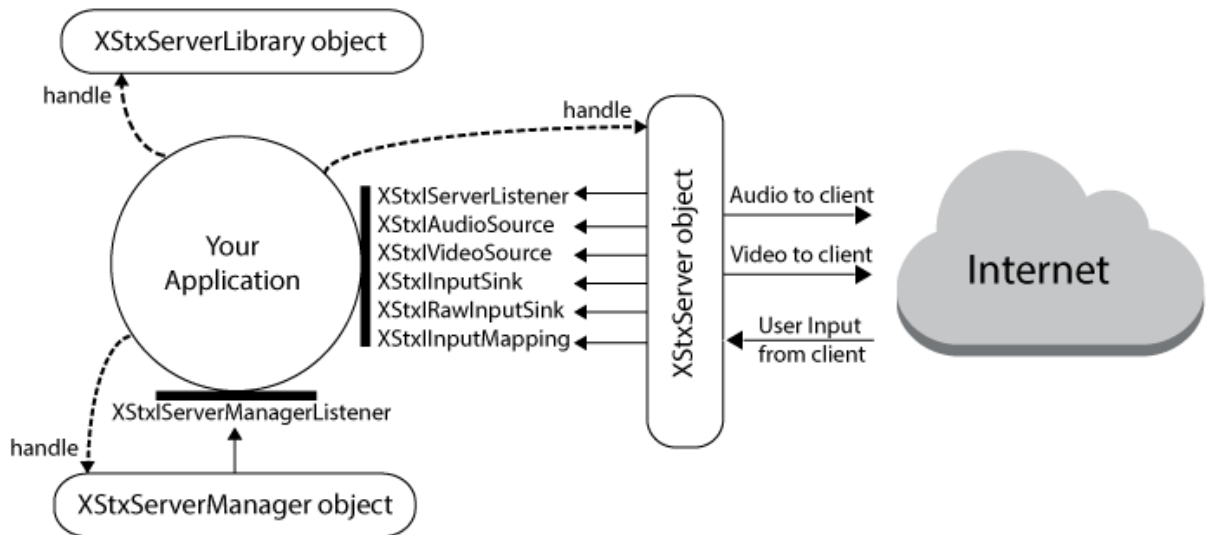 XStxServerLibrary object
handle
handle
XStxIServerListener
XStxIAudioSource
XStxIVideoSource
XStxIInputSink
XStxIRawInputSink
XStxIInputMapping
Your
Application
XStxServer object
Audio to client
Video to client
User Input
from client
Internet
XStxIServerManagerListener
handle
XStxServerManager object